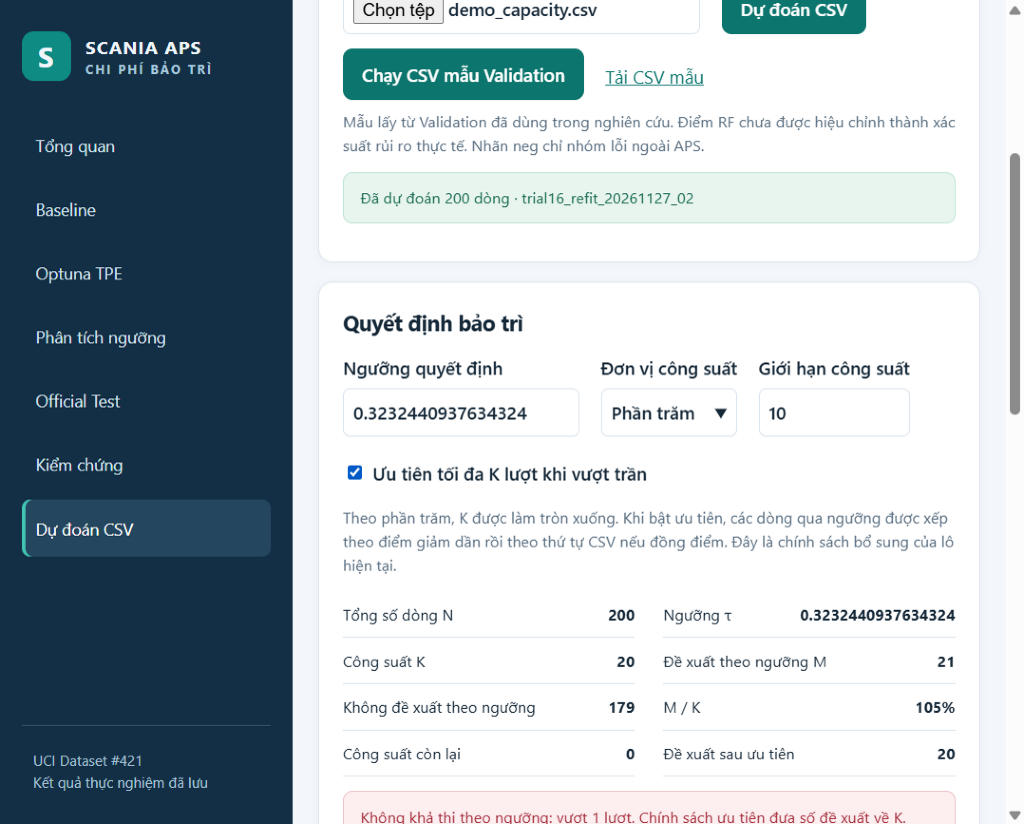 S
SCANIA APS
CHI PHÍ BẢO TRÌ
Tổng quan
Baseline
Optuna TPE
Phân tích ngưỡng
Official Test
Kiểm chứng
Dự đoán CSV
UCI Dataset #421
Kết quả thực nghiệm đã lưu
Chọn tệp demo_capacity.csv
Dự đoán CSV
Chạy CSV mẫu Validation
Tải CSV mẫu
Mẫu lấy từ Validation đã dùng trong nghiên cứu. Điểm RF chưa được hiệu chỉnh thành xác
suất rủi ro thực tế. Nhãn neg chỉ nhóm lỗi ngoài APS.
Đã dự đoán 200 dòng · trial16_refit_20261127_02
Quyết định bảo trì
Ngưỡng quyết định
0.3232440937634324
Đơn vị công suất
Phần trăm
Giới hạn công suất
10
Ưu tiên tối đa K lượt khi vượt trần
Theo phần trăm, K được làm tròn xuống. Khi bật ưu tiên, các dòng qua ngưỡng được xếp
theo điểm giảm dần rồi theo thứ tự CSV nếu đồng điểm. Đây là chính sách bổ sung của lô
hiện tại.
Tổng số dòng N 200
Ngưỡng τ 0.3232440937634324
Công suất K 20
Đề xuất theo ngưỡng M 21
Không đề xuất theo ngưỡng 179
M / K 105%
Công suất còn lại 0
Đề xuất sau ưu tiên 20
Không khả thi theo ngưỡng: vượt 1 lượt. Chính sách ưu tiên đưa số đề xuất về K.